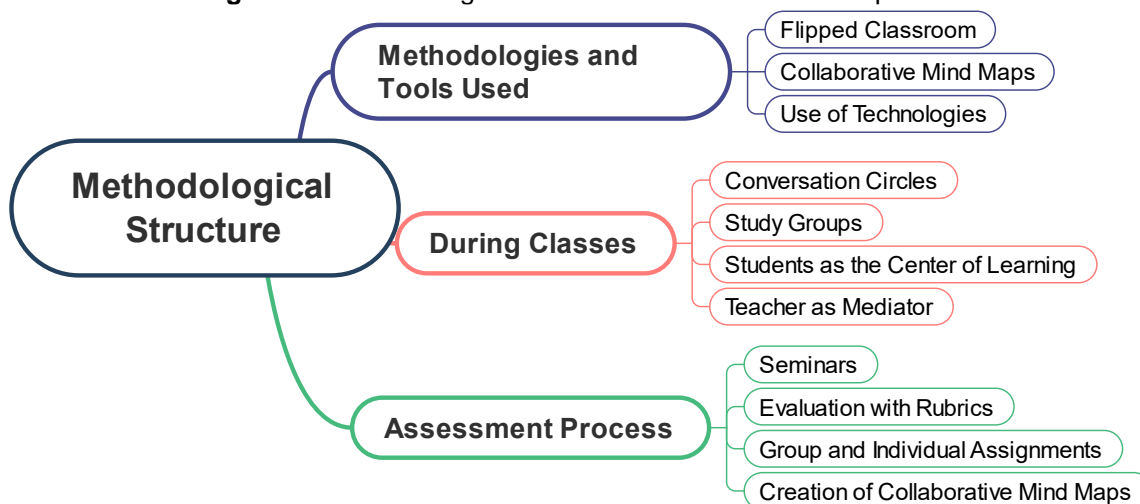 Methodologies and
Tools Used
Flipped Classroom
Collaborative Mind Maps
Use of Technologies
Methodological
Structure
During Classes
Conversation Circles
Study Groups
Students as the Center of Learning
Teacher as Mediator
Assessment Process
Seminars
Evaluation with Rubrics
Group and Individual Assignments
Creation of Collaborative Mind Maps